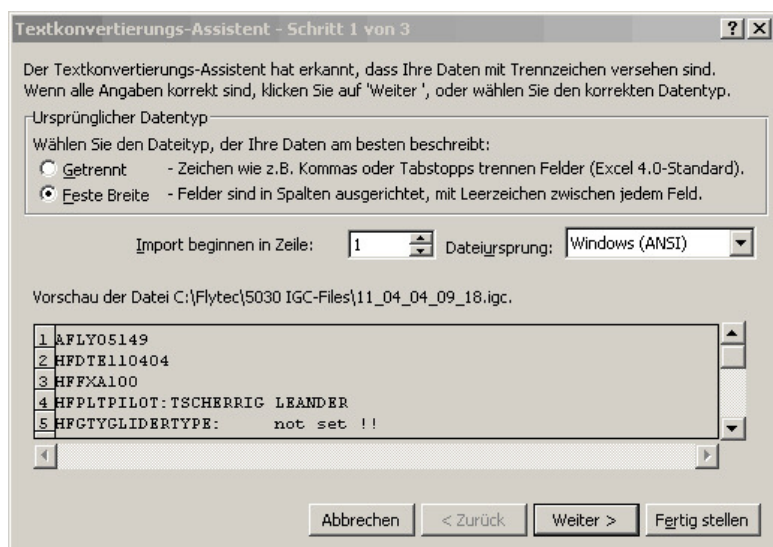 Textkonvertierungs-Assistent - Schritt 1 von 3
Der Textkonvertierungs-Assistent hat erkannt, dass Ihre Daten mit Trennzeichen versehen sind.
Wenn alle Angaben korrekt sind, klicken Sie auf 'Weiter ', oder wählen Sie den korrekten Datentyp.
Ursprünglicher Datentyp
Wählen Sie den Dateityp, der Ihre Daten am besten beschreibt:
Getrennt - Zeichen wie z.B. Kommas oder Tabstopps trennen Felder (Excel 4.0-Standard).
Feste Breite - Felder sind in Spalten ausgerichtet, mit Leerzeichen zwischen jedem Feld.
Import beginnen in Zeile: 1 Dateiursprung: Windows (ANSI)
Vorschau der Datei C:\Flytec\5030 IGC-Files\11_04_04_09_18.igc.
1 AFLY05149
2 HFDTE110404
3 HFFXA100
4 HFPLTPILOT:TSCHERRIG LEANDER
5 HFGTYGLIDERTYPE: not set !!
Abbrechen < Zurück Weiter > Fertig stellen